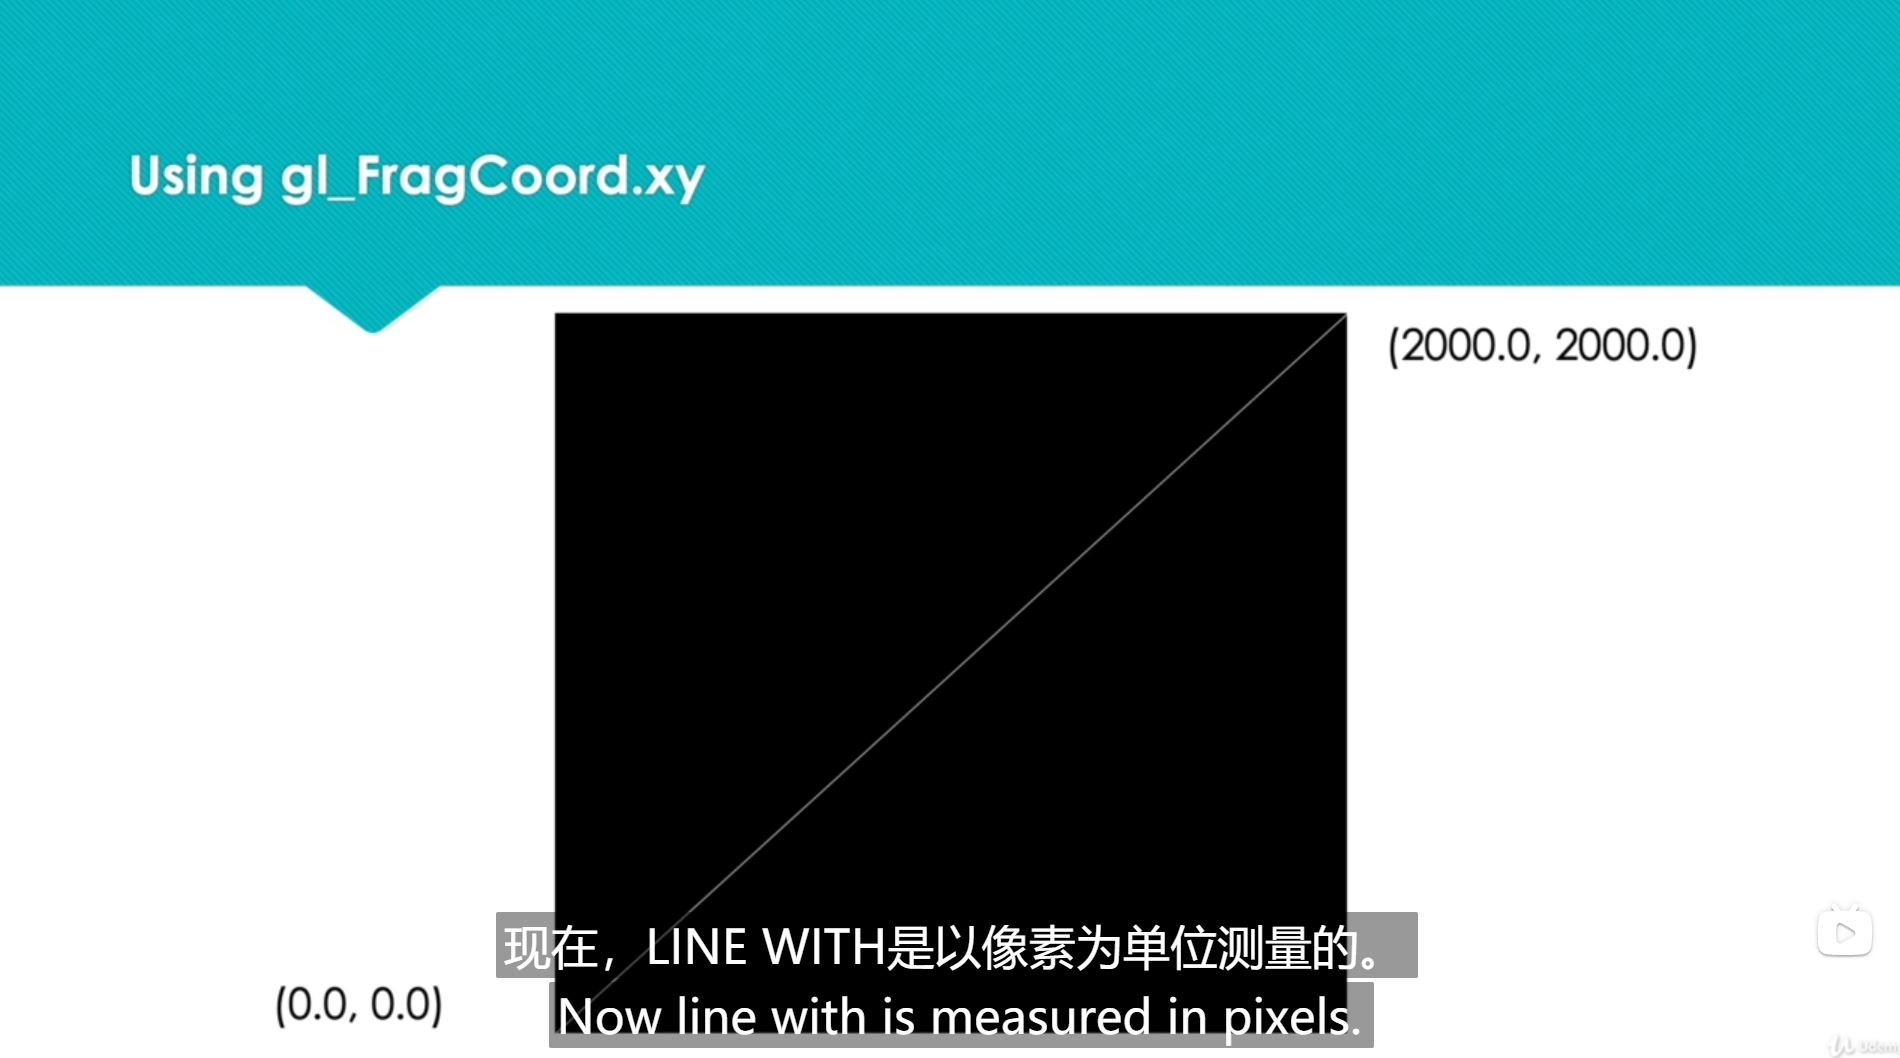 Using gl_FragCoord.xy
(2000.0, 2000.0)
(0.0, 0.0)
现在，LINE WITH是以像素为单位测量的。
Now line with is measured in pixels.